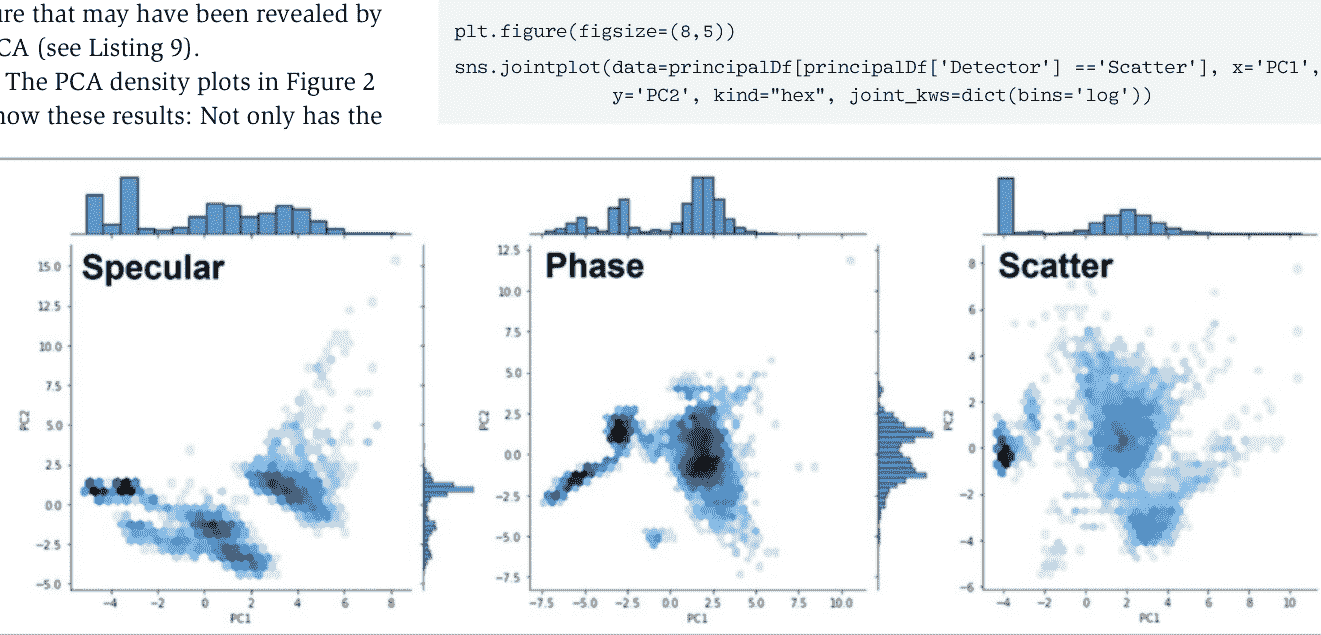 ure that may have been revealed by
CA (see Listing 9).
The PCA density plots in Figure 2
how these results: Not only has the
plt.figure(figsize=(8,5))
sns.jointplot(data=principalDf[principalDf['Detector'] =='Scatter'], x='PC1',
y='PC2', kind="hex", joint_kws=dict(bins='log'))
Specular
15.0
12.5
10.0
7.5
5.0
2.5
0.0
−2.5
−5.0
PC2
−4 −2 0 2 4 6 8
PC1
Phase
12.5
10.0
7.5
5.0
2.5
0.0
−2.5
−5.0
−7.5
PC2
−7.5 −5.0 −2.5 0.0 2.5 5.0 7.5 10.0
PC1
Scatter
8
6
4
2
0
−2
−4
−6
PC2
−4 −2 0 2 4 6 8 10
PC1